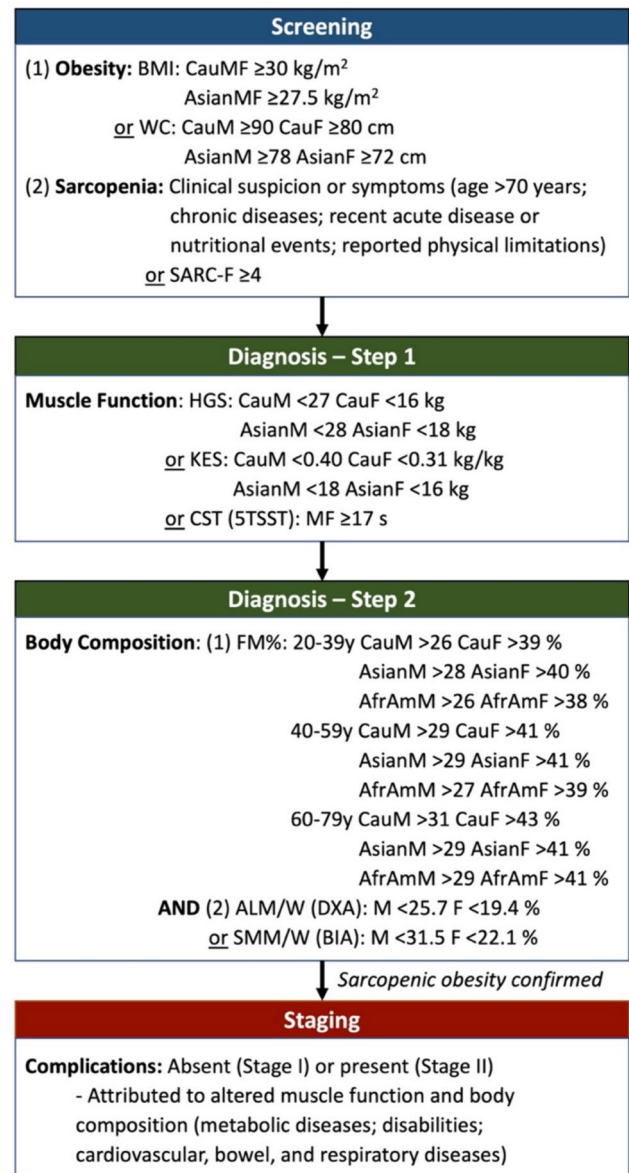 Screening
(1) Obesity: BMI: CauMF ≥30 kg/m²
AsianMF ≥27.5 kg/m²
or WC: CauM ≥90 CauF ≥80 cm
AsianM ≥78 AsianF ≥72 cm
(2) Sarcopenia: Clinical suspicion or symptoms (age >70 years;
chronic diseases; recent acute disease or
nutritional events; reported physical limitations)
or SARC-F ≥4
Diagnosis – Step 1
Muscle Function: HGS: CauM <27 CauF <16 kg
AsianM <28 AsianF <18 kg
or KES: CauM <0.40 CauF <0.31 kg/kg
AsianM <18 AsianF <16 kg
or CST (5TSST): MF ≥17 s
Diagnosis – Step 2
Body Composition: (1) FM%: 20-39y CauM >26 CauF >39 %
AsianM >28 AsianF >40 %
AfrAmM >26 AfrAmF >38 %
40-59y CauM >29 CauF >41 %
AsianM >29 AsianF >41 %
AfrAmM >27 AfrAmF >39 %
60-79y CauM >31 CauF >43 %
AsianM >29 AsianF >41 %
AfrAmM >29 AfrAmF >41 %
AND (2) ALM/W (DXA): M <25.7 F <19.4 %
or SMM/W (BIA): M <31.5 F <22.1 %
Sarcopenic obesity confirmed
Staging
Complications: Absent (Stage I) or present (Stage II)
- Attributed to altered muscle function and body
composition (metabolic diseases; disabilities;
cardiovascular, bowel, and respiratory diseases)